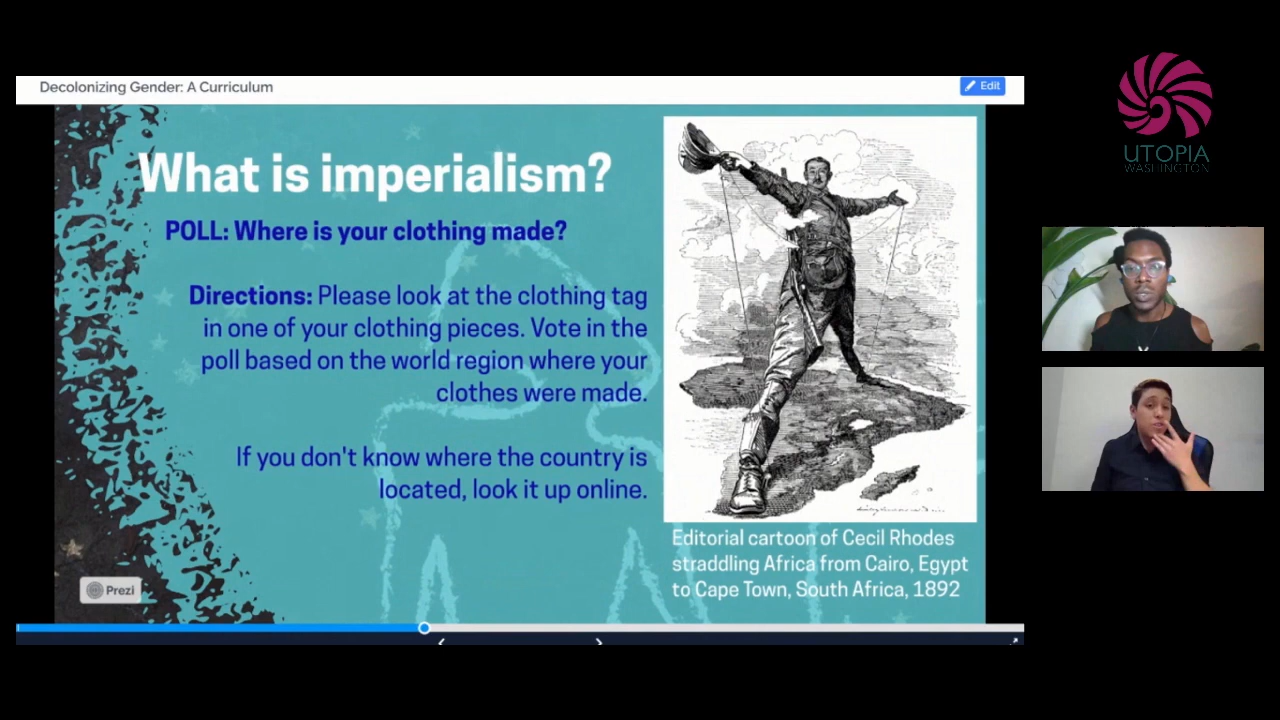 Decolonizing Gender: A Curriculum
Edit
What is imperialism?
POLL: Where is your clothing made?
Directions: Please look at the clothing tag
in one of your clothing pieces. Vote in the
poll based on the world region where your
clothes were made.
If you don't know where the country is
located, look it up online.
Editorial cartoon of Cecil Rhodes
straddling Africa from Cairo, Egypt
to Cape Town, South Africa, 1892
Prezi
UTOPIA
WASHINGTON